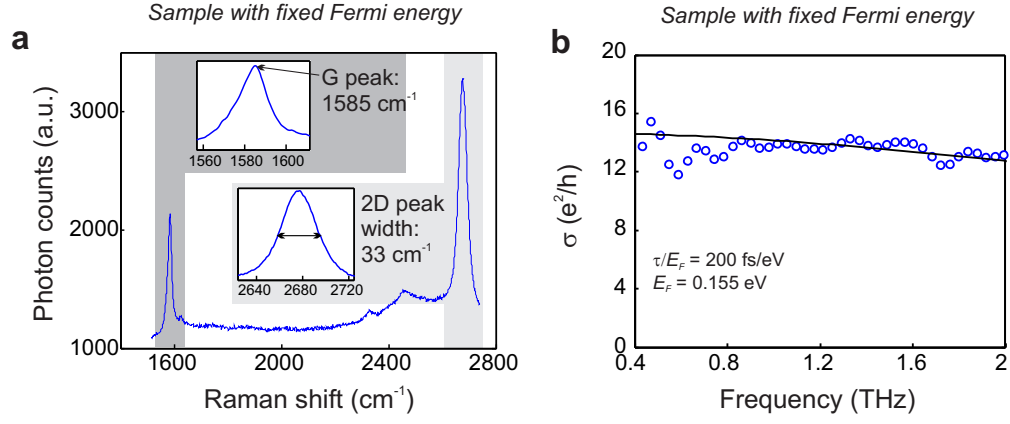 Sample with fixed Fermi energy
a
Photon counts (a.u.)
3000
2000
1000
1600
2000
2400
2800
Raman shift (cm⁻¹)
G peak:
1585 cm⁻¹
1560
1580
1600
2D peak
width:
33 cm⁻¹
2640
2680
2724
Sample with fixed Fermi energy
b
σ (e²/h)
20
16
12
8
4
0
0.4
0.8
1.2
1.6
2
Frequency (THz)
τ/E_F = 200 fs/eV
E_F = 0.155 eV